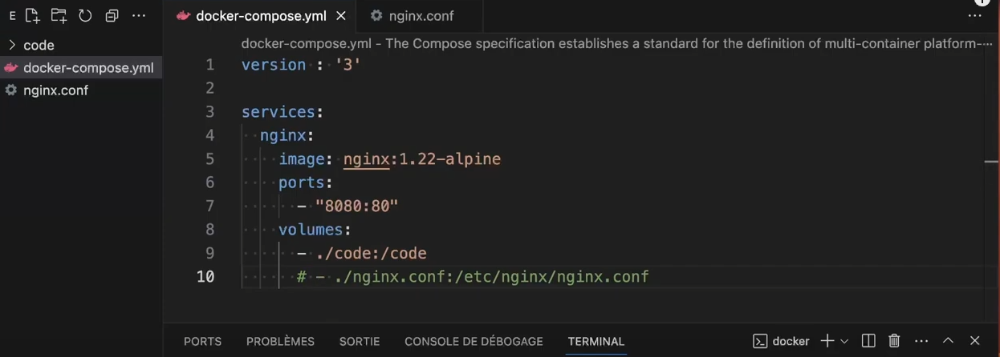 E
docker-compose.yml
nginx.conf
code
docker-compose.yml
nginx.conf
docker-compose.yml - The Compose specification establishes a standard for the definition of multi-container platform-...
1 version : '3'
2
3 services:
4 nginx:
5 image: nginx:1.22-alpine
6 ports:
7 - "8080:80"
8 volumes:
9 - ./code:/code
10 # - ./nginx.conf:/etc/nginx/nginx.conf
PORTS PROBLÈMES SORTIE CONSOLE DE DÉBOGAGE TERMINAL docker